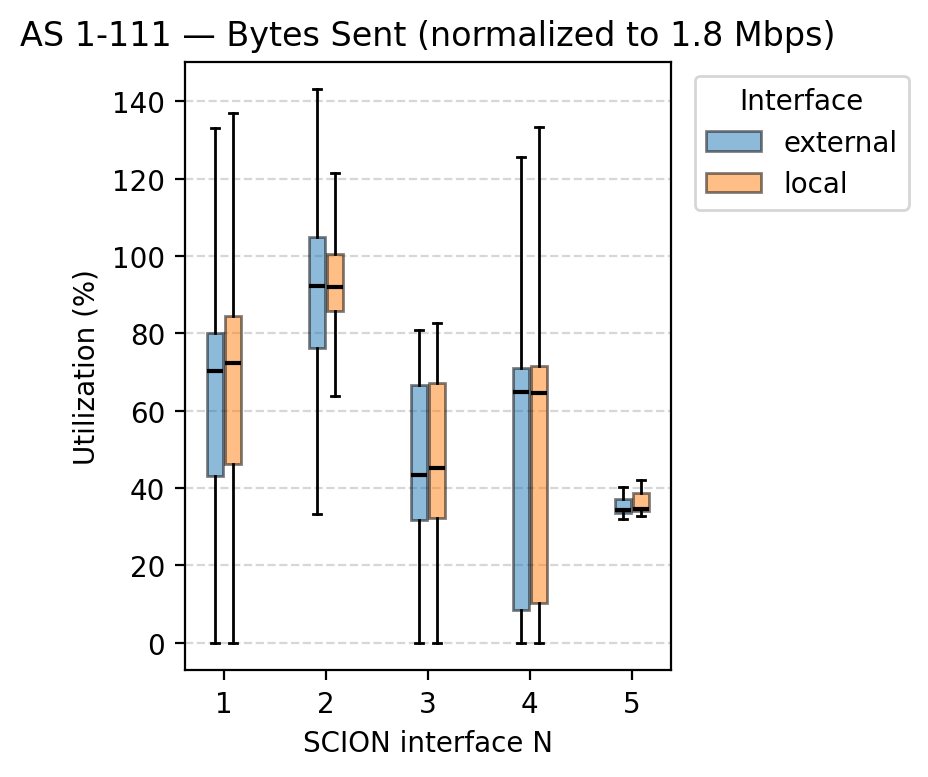 AS 1-111 — Bytes Sent (normalized to 1.8 Mbps)
Interface
external
local
Utilization (%)
140
120
100
80
60
40
20
0
1 2 3 4 5
SCION interface N